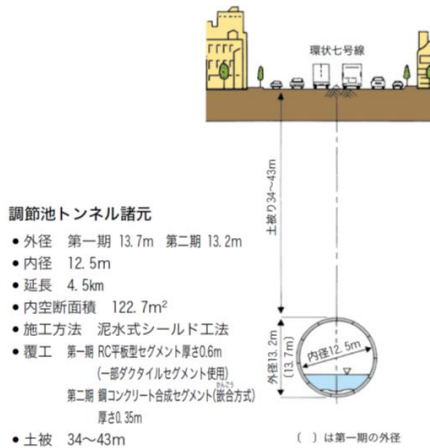 環状七号線
土被り34～43m
調節池トンネル諸元
• 外径　第一期 13.7m　第二期 13.2m
• 内径　12.5m
• 延長　4.5km
• 内空断面積　122.7m²
• 施工方法　泥水式シールド工法
• 覆工　第一期 RC平板型セグメント厚さ0.6m
(一部ダクタイルセグメント使用)
かんごう
第二期 鋼コンクリート合成セグメント(嵌合方式)
厚さ0.35m
• 土被　34～43m
外径13.2m
(13.7m)
内径12.5m
(　)は第一期の外径